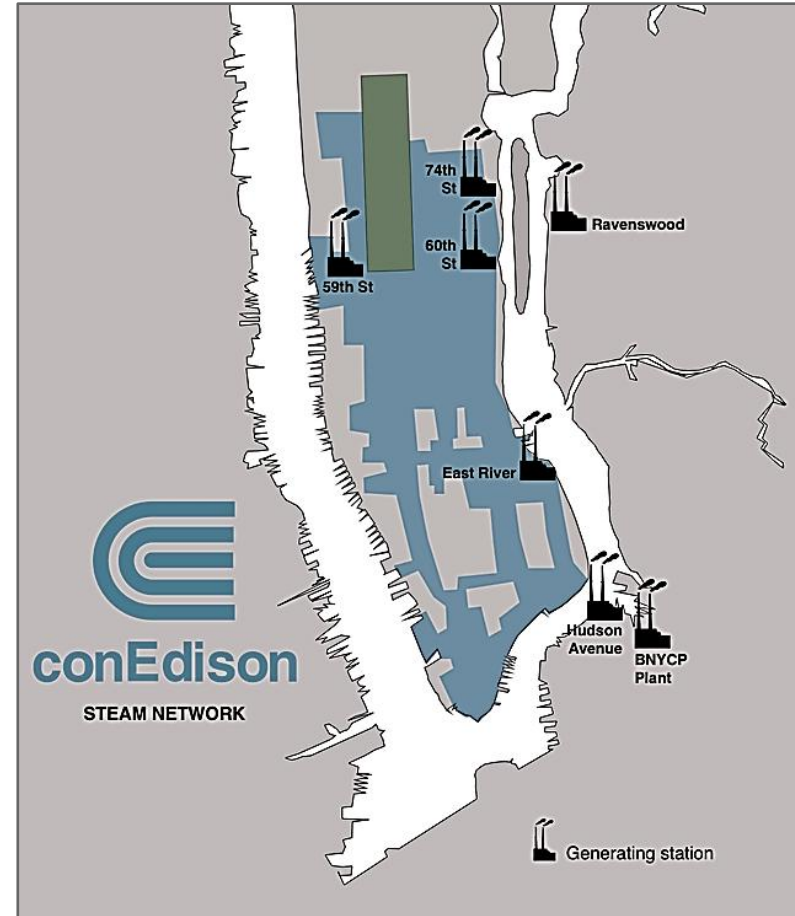 74th
St
Ravenswood
60th
St
59th St
East River
Hudson
Avenue
BNYCP
Plant
conEdison
STEAM NETWORK
Generating station